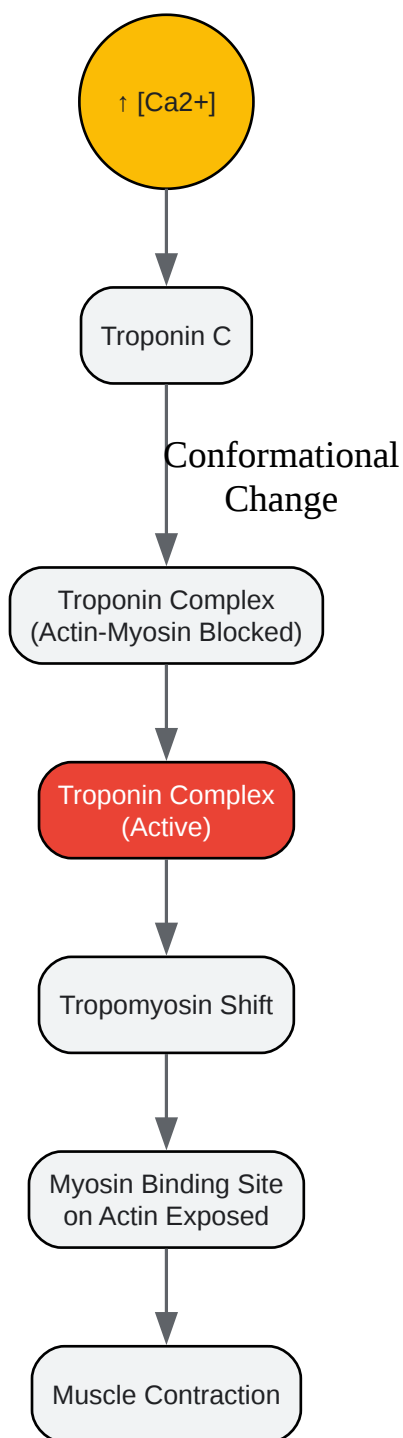 ↑ [Ca2+]
Troponin C
Conformational
Change
Troponin Complex
(Actin-Myosin Blocked)
Troponin Complex
(Active)
Tropomyosin Shift
Myosin Binding Site
on Actin Exposed
Muscle Contraction